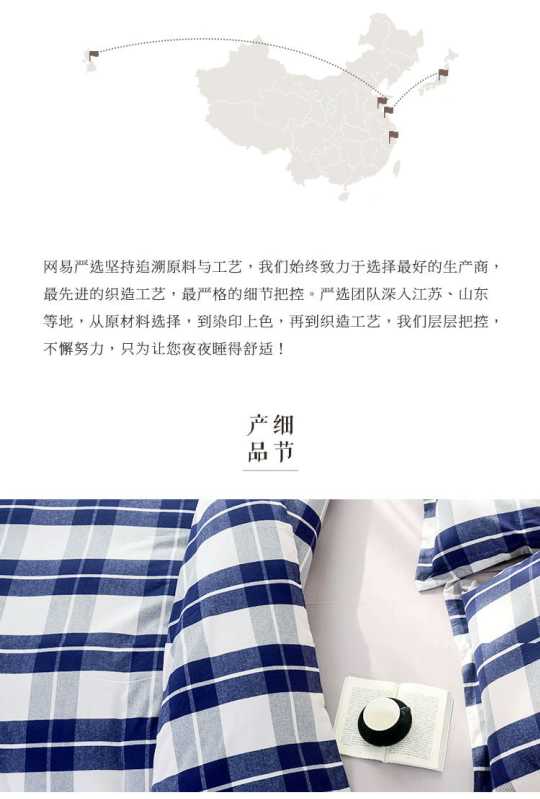 网易严选坚持追溯原料与工艺，我们始终致力于选择最好的生产商，
最先进的织造工艺，最严格的细节把控。严选团队深入江苏、山东
等地，从原材料选择，到染印上色，再到织造工艺，我们层层把控，
不懈努力，只为让您夜夜睡得舒适！
产细
品节